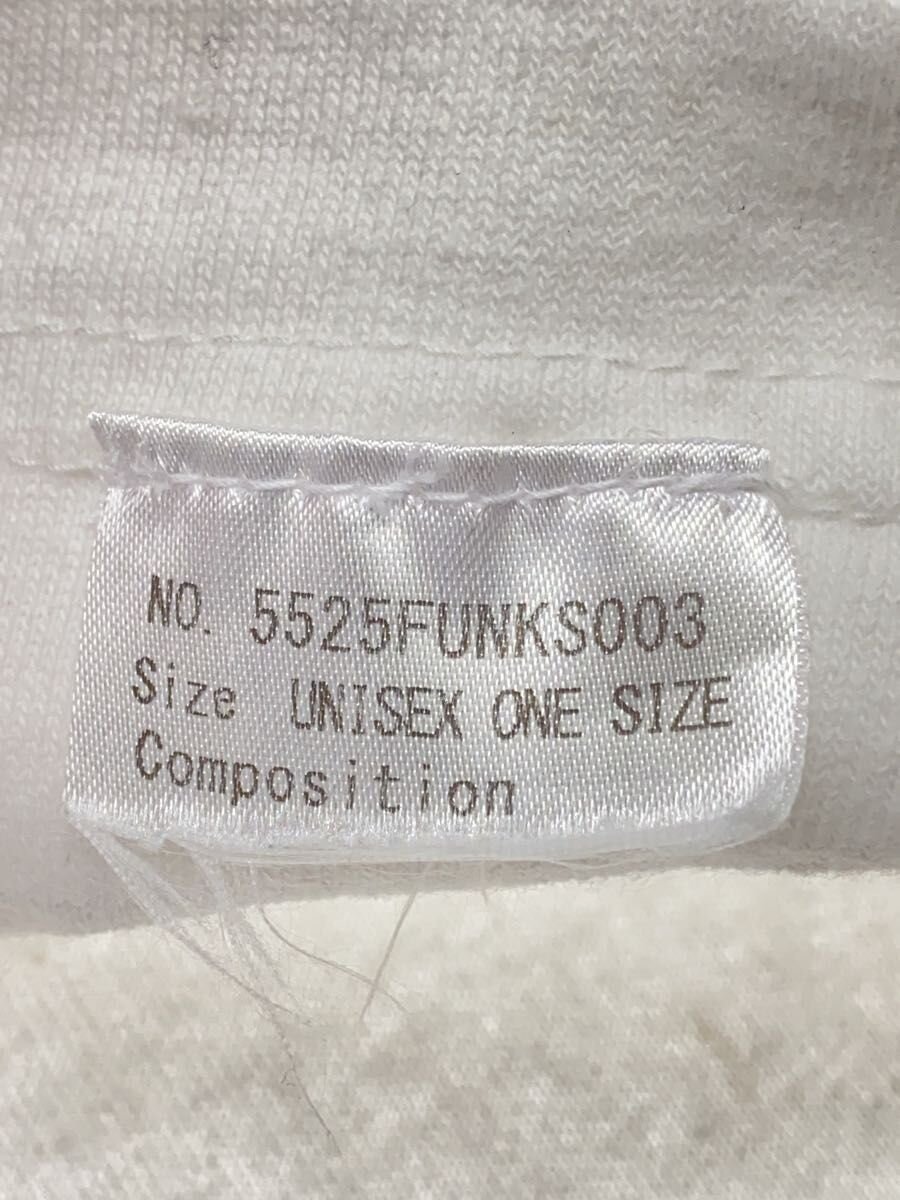 NO. 5525FUNKS003
Size UNISEX ONE SIZE
Composition